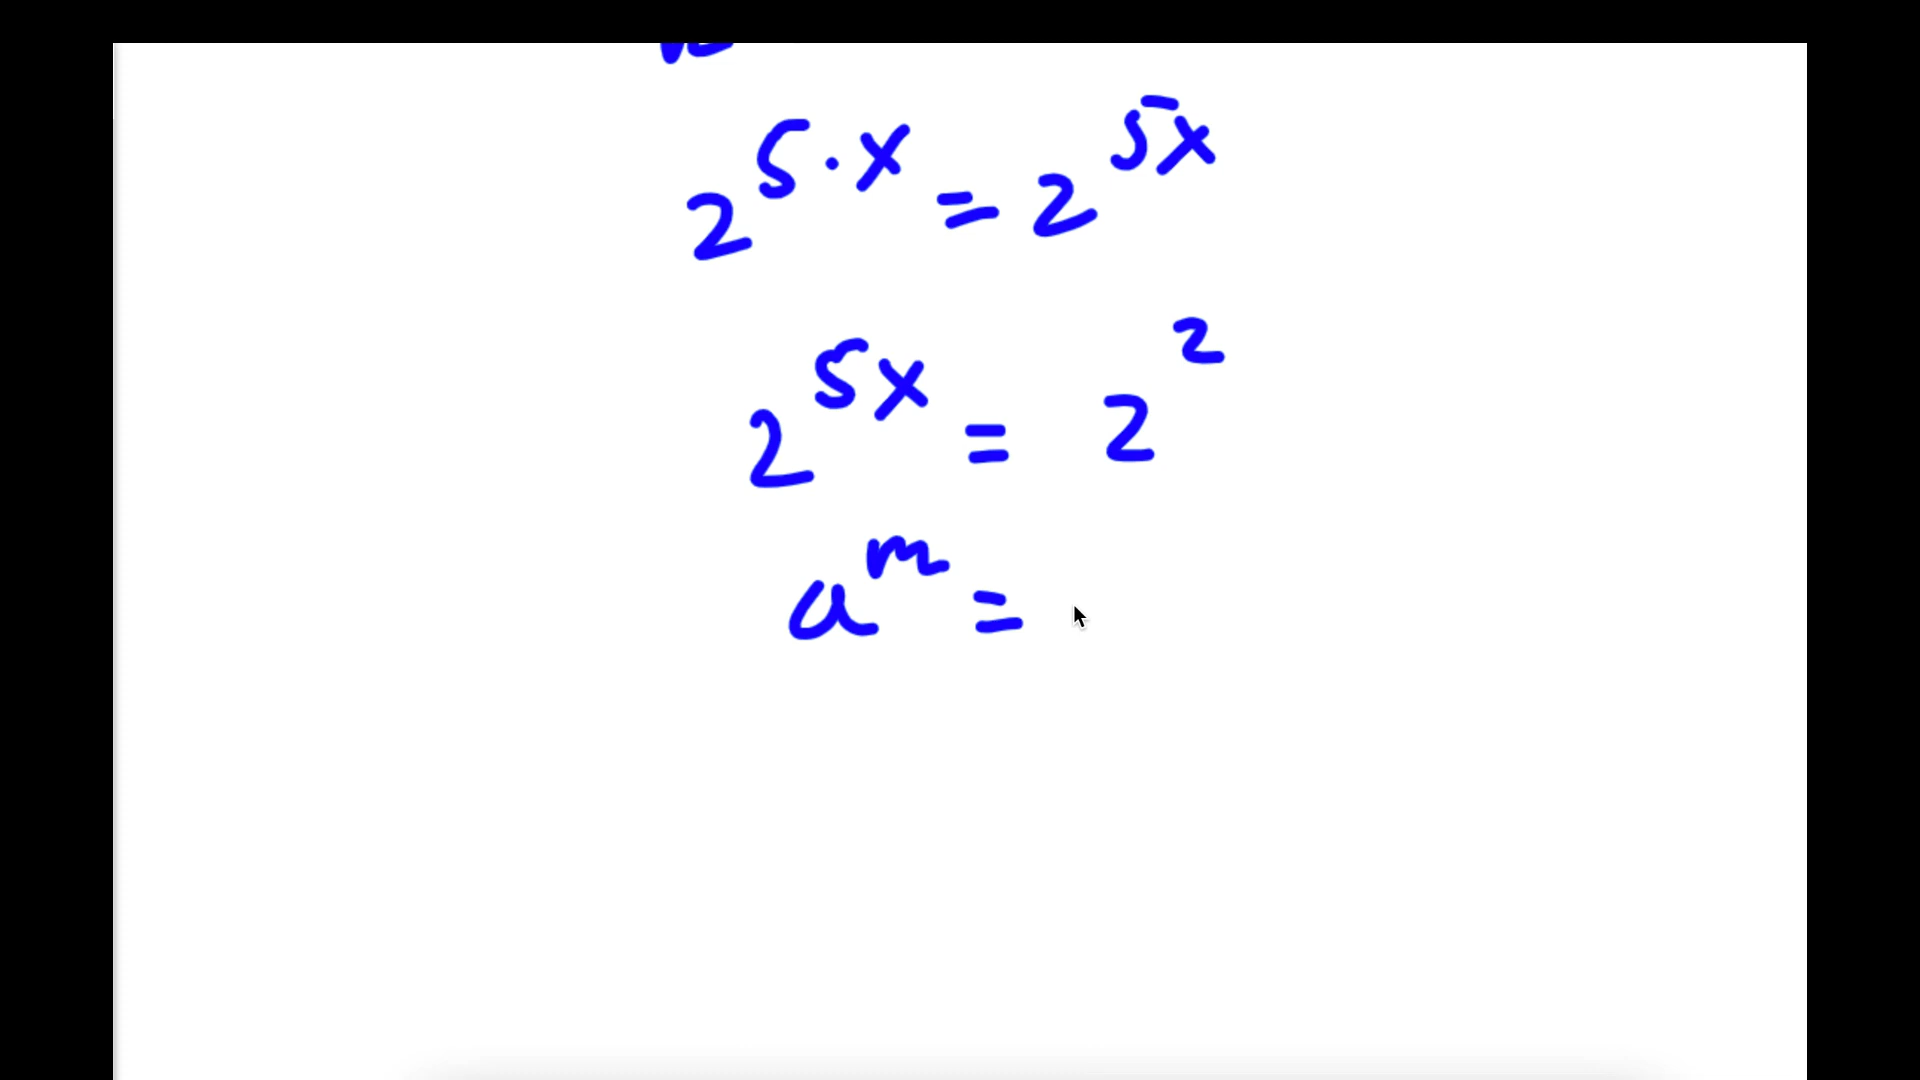 2^{5·x} = 2^{5x}
2^{5x} = 2^2
a^m =